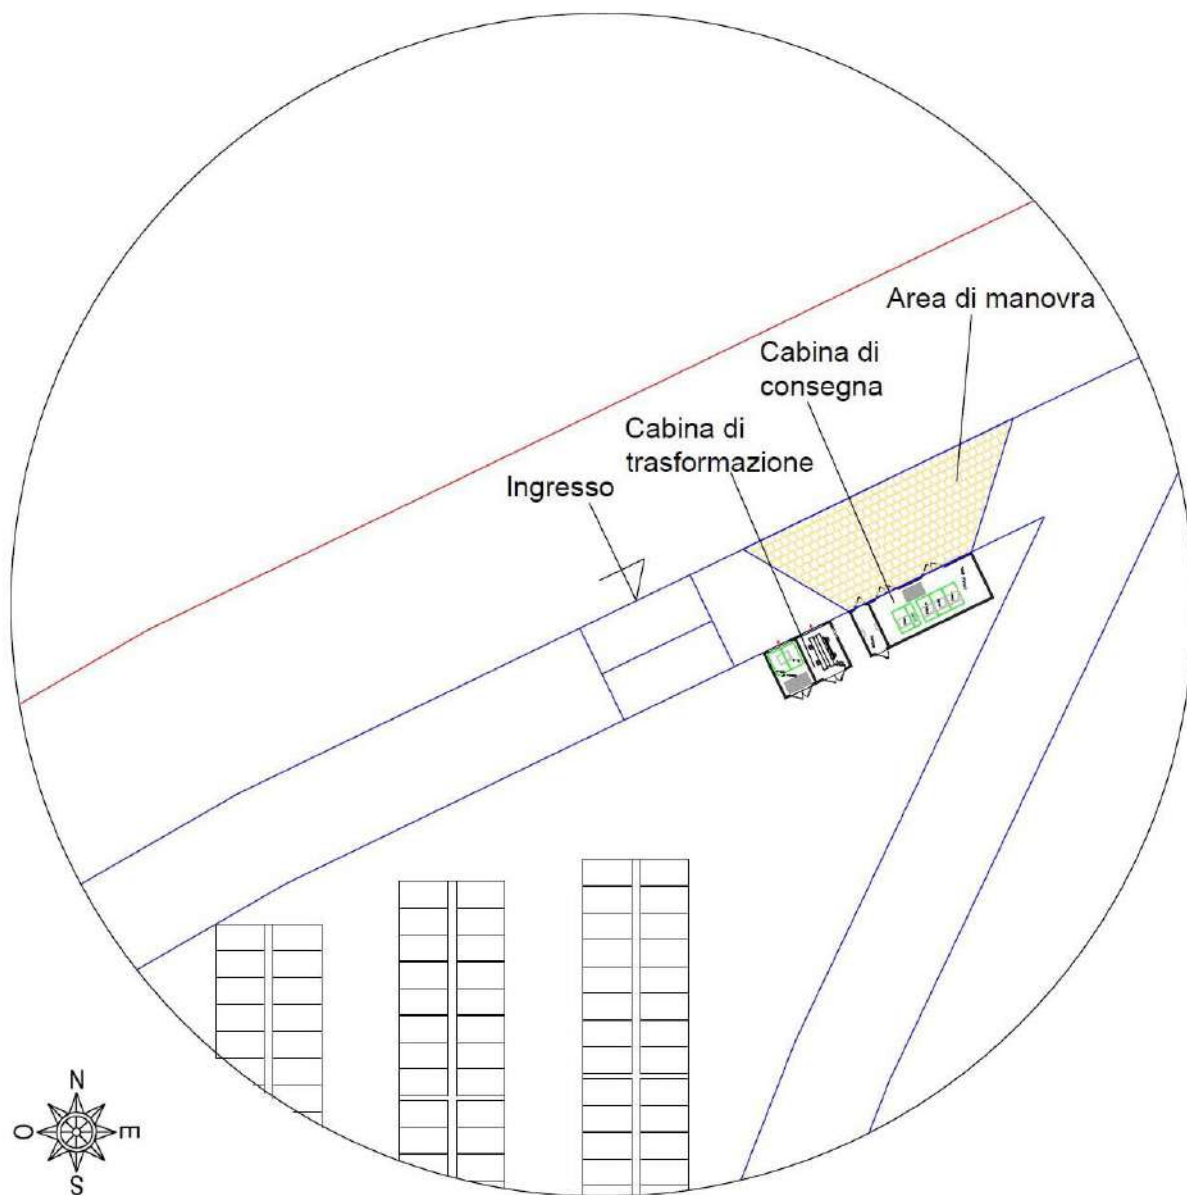 Area di manovra
Cabina di
consegna
Cabina di
trasformazione
Ingresso
N
O
E
S